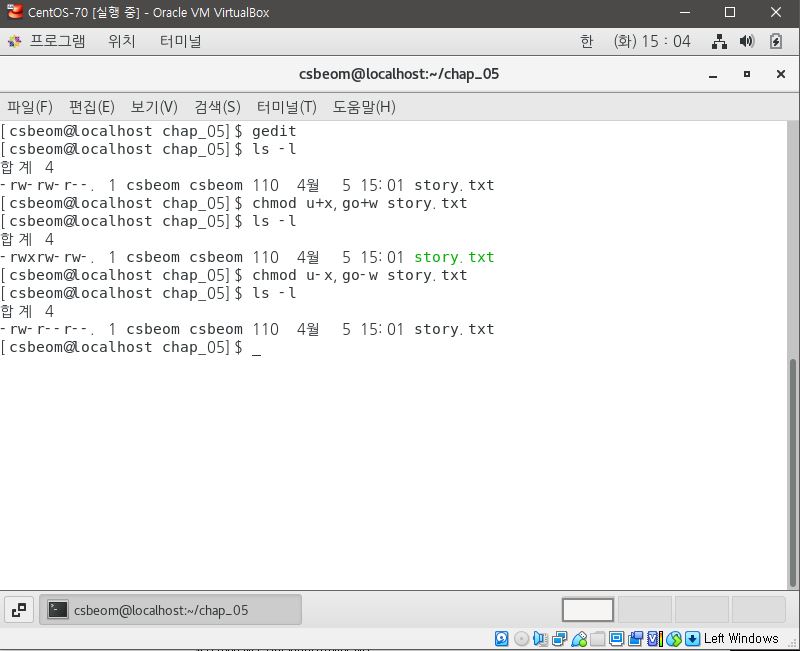 CentOS-70 [실행 중] - Oracle VM VirtualBox
프로그램 위치 터미널 한 (화) 15 : 04
csbeom@localhost:~/chap_05
파일(F) 편집(E) 보기(V) 검색(S) 터미널(T) 도움말(H)
[csbeom@localhost chap_05]$ gedit
[csbeom@localhost chap_05]$ ls -l
합계 4
-rw-rw-r--. 1 csbeom csbeom 110 4월 5 15:01 story.txt
[csbeom@localhost chap_05]$ chmod u+x,go+w story.txt
[csbeom@localhost chap_05]$ ls -l
합계 4
-rwxrw-rw-. 1 csbeom csbeom 110 4월 5 15:01 story.txt
[csbeom@localhost chap_05]$ chmod u-x,go-w story.txt
[csbeom@localhost chap_05]$ ls -l
합계 4
-rw-r--r--. 1 csbeom csbeom 110 4월 5 15:01 story.txt
[csbeom@localhost chap_05]$ _
csbeom@localhost:~/chap_05
Left Windows